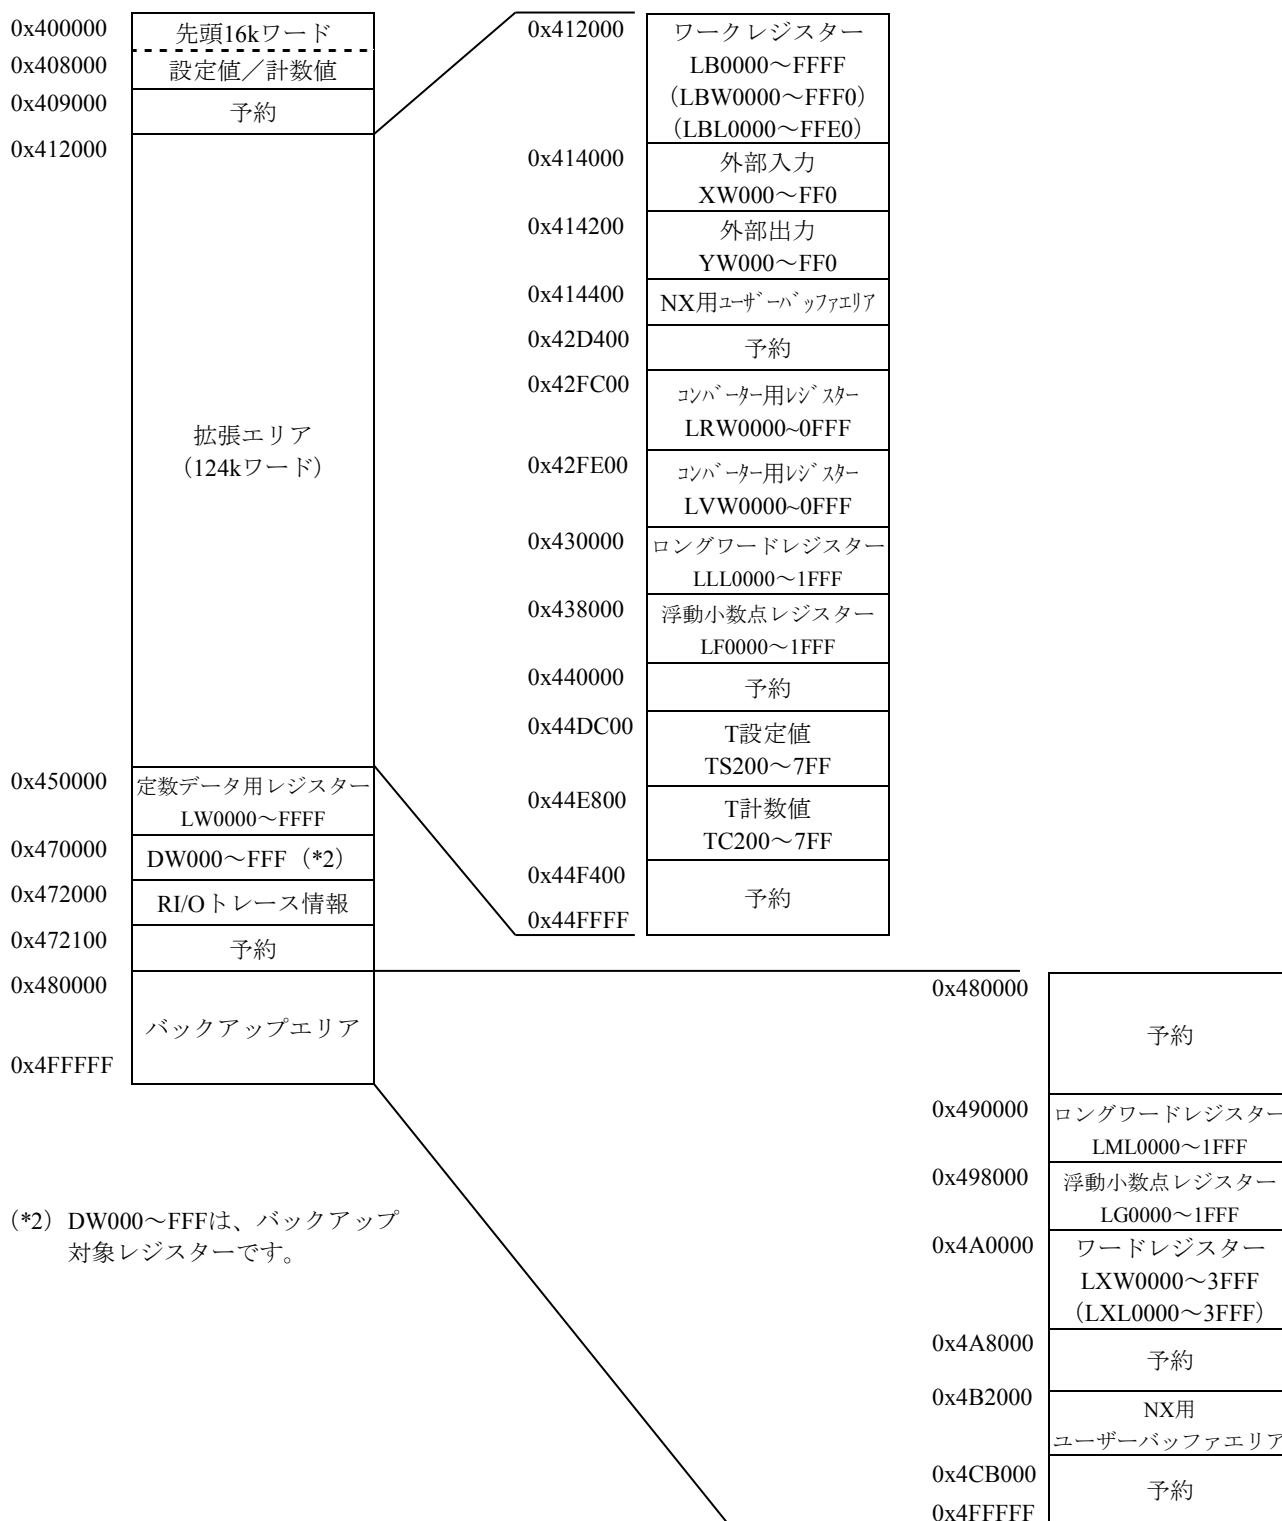 0x400000
先頭16kワード
0x408000
設定値／計数値
0x409000
予約
0x412000
拡張エリア
（124kワード）
0x450000
定数データ用レジスター
LW0000～FFFF
0x470000
DW000～FFF（*2）
0x472000
RI/Oトレース情報
0x472100
予約
0x480000
バックアップエリア
0x4FFFFF
0x412000
ワークレジスター
LB0000～FFFF
（LBW0000～FFF0）
（LBL0000～FFE0）
0x414000
外部入力
XW000～FF0
0x414200
外部出力
YW000～FF0
0x414400
NX用ﾕｰｻﾞｰﾊﾞｯﾌｧｴﾘｱ
0x42D400
予約
0x42FC00
ｺﾝﾊﾞｰﾀｰ用ﾚｼﾞｽﾀｰ
LRW0000~0FFF
0x42FE00
ｺﾝﾊﾞｰﾀｰ用ﾚｼﾞｽﾀｰ
LVW0000~0FFF
0x430000
ロングワードレジスター
LLL0000～1FFF
0x438000
浮動小数点レジスター
LF0000～1FFF
0x440000
予約
0x44DC00
T設定値
TS200～7FF
0x44E800
T計数値
TC200～7FF
0x44F400
予約
0x44FFFF
0x480000
予約
0x490000
ロングワードレジスター
LML0000～1FFF
0x498000
浮動小数点レジスター
LG0000～1FFF
0x4A0000
ワードレジスター
LXW0000～3FFF
（LXL0000～3FFF）
0x4A8000
予約
0x4B2000
NX用
ユーザーバッファエリア
0x4CB000
予約
0x4FFFFF
（*2）DW000～FFFは、バックアップ
対象レジスターです。